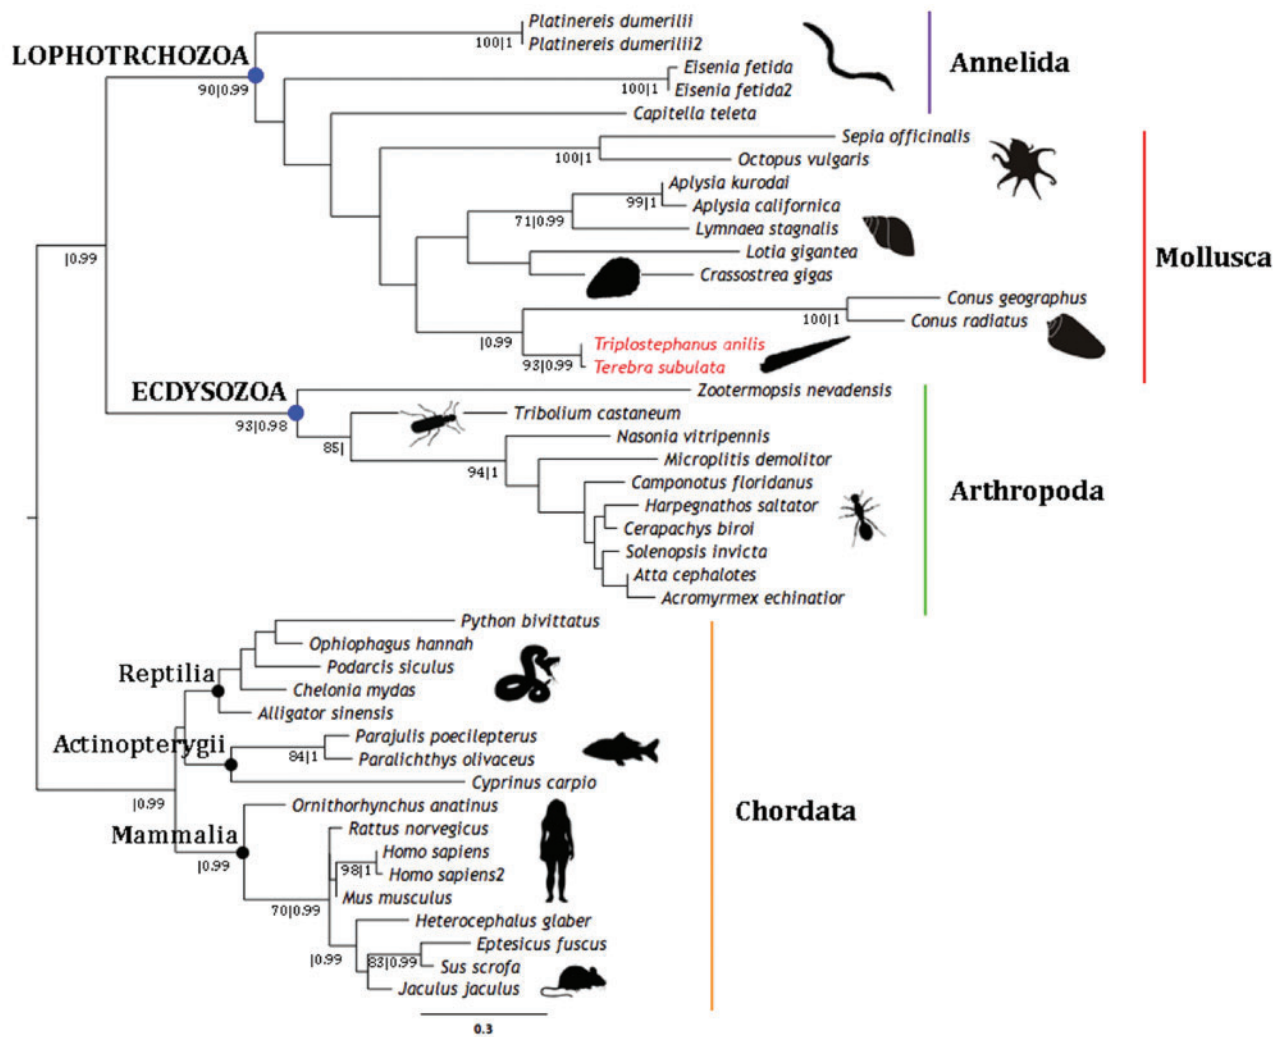 Platinereis dumerilii
100|1
Platinereis dumerilii2
LOPHOTRCHOZOA
90|0.99
Eisenia fetida
100|1
Eisenia fetida2
Annelida
Capitella teleta
Sepia officinalis
100|1
Octopus vulgaris
Aplysia kurodai
99|1
Aplysia californica
71|0.99
Lymnaea stagnalis
Lotia gigantea
Crassostrea gigas
Mollusca
|0.99
Conus geographus
100|1
Conus radiatus
|0.99
Triplostephanus anilis
93|0.99
Terebra subulata
ECDYSOZOA
93|0.98
Zootermopsis nevadensis
Tribolium castaneum
85|
Nasonia vitripennis
94|1
Microplitis demolitor
Camponotus floridanus
Arthropoda
Harpegnathos saltator
Cerapachys biroi
Solenopsis invicta
Atta cephalotes
Acromyrmex echinatior
Python bivittatus
Ophiophagus hannah
Reptilia
Podarcis siculus
Chelonia mydas
Alligator sinensis
Actinopterygii
Parajulis poecilepterus
84|1
Paralichthys olivaceus
Cyprinus carpio
|0.99
Chordata
Ornithorhynchus anatinus
Mammalia
|0.99
Rattus norvegicus
Homo sapiens
98|1
Homo sapiens2
Mus musculus
70|0.99
Heterocephalus glaber
|0.99
Eptesicus fuscus
83|0.99
Sus scrofa
Jaculus jaculus
0.3